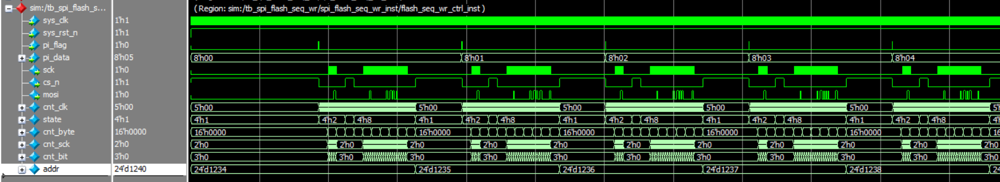 sim:/tb_spi_flash_s... (Region: sim:/tb_spi_flash_seq_wr/spi_flash_seq_wr_inst/flash_seq_wr_ctrl_inst )
sys_clk 1'h1
sys_rst_n 1'h1
pi_flag 1'h0
pi_data 8'h05 8'h00 8'h01 8'h02 8'h03 8'h04
sck 1'h0
cs_n 1'h1
mosi 1'h0
cnt_clk 5'h00 5'h00 5'h00 5'h00 5'h00 5'h00
state 4'h1 4'h1 4'h2 4'h8 4'h1 4'h2 4'h8 4'h1 4'h2 4'h8 4'h1 4'h2 4'h8 4'h1 4'h2 4'h8
cnt_byte 16'h0000 16'h0000 16'h0000 16'h0000 16'h0000 16'h0000 16
cnt_sck 2'h0 2'h0 2'h0 2'h0 2'h0 2'h0 2'h0 2'h0 2'h0 2'h0 2'h0 2'h0
cnt_bit 3'h0 3'h0 3'h0 3'h0 3'h0 3'h0 3'h0 3'h0 3'h0 3'h0 3'h0 3'h0
addr 24'd1240 24'd1234 24'd1235 24'd1236 24'd1237 24'd1238 24